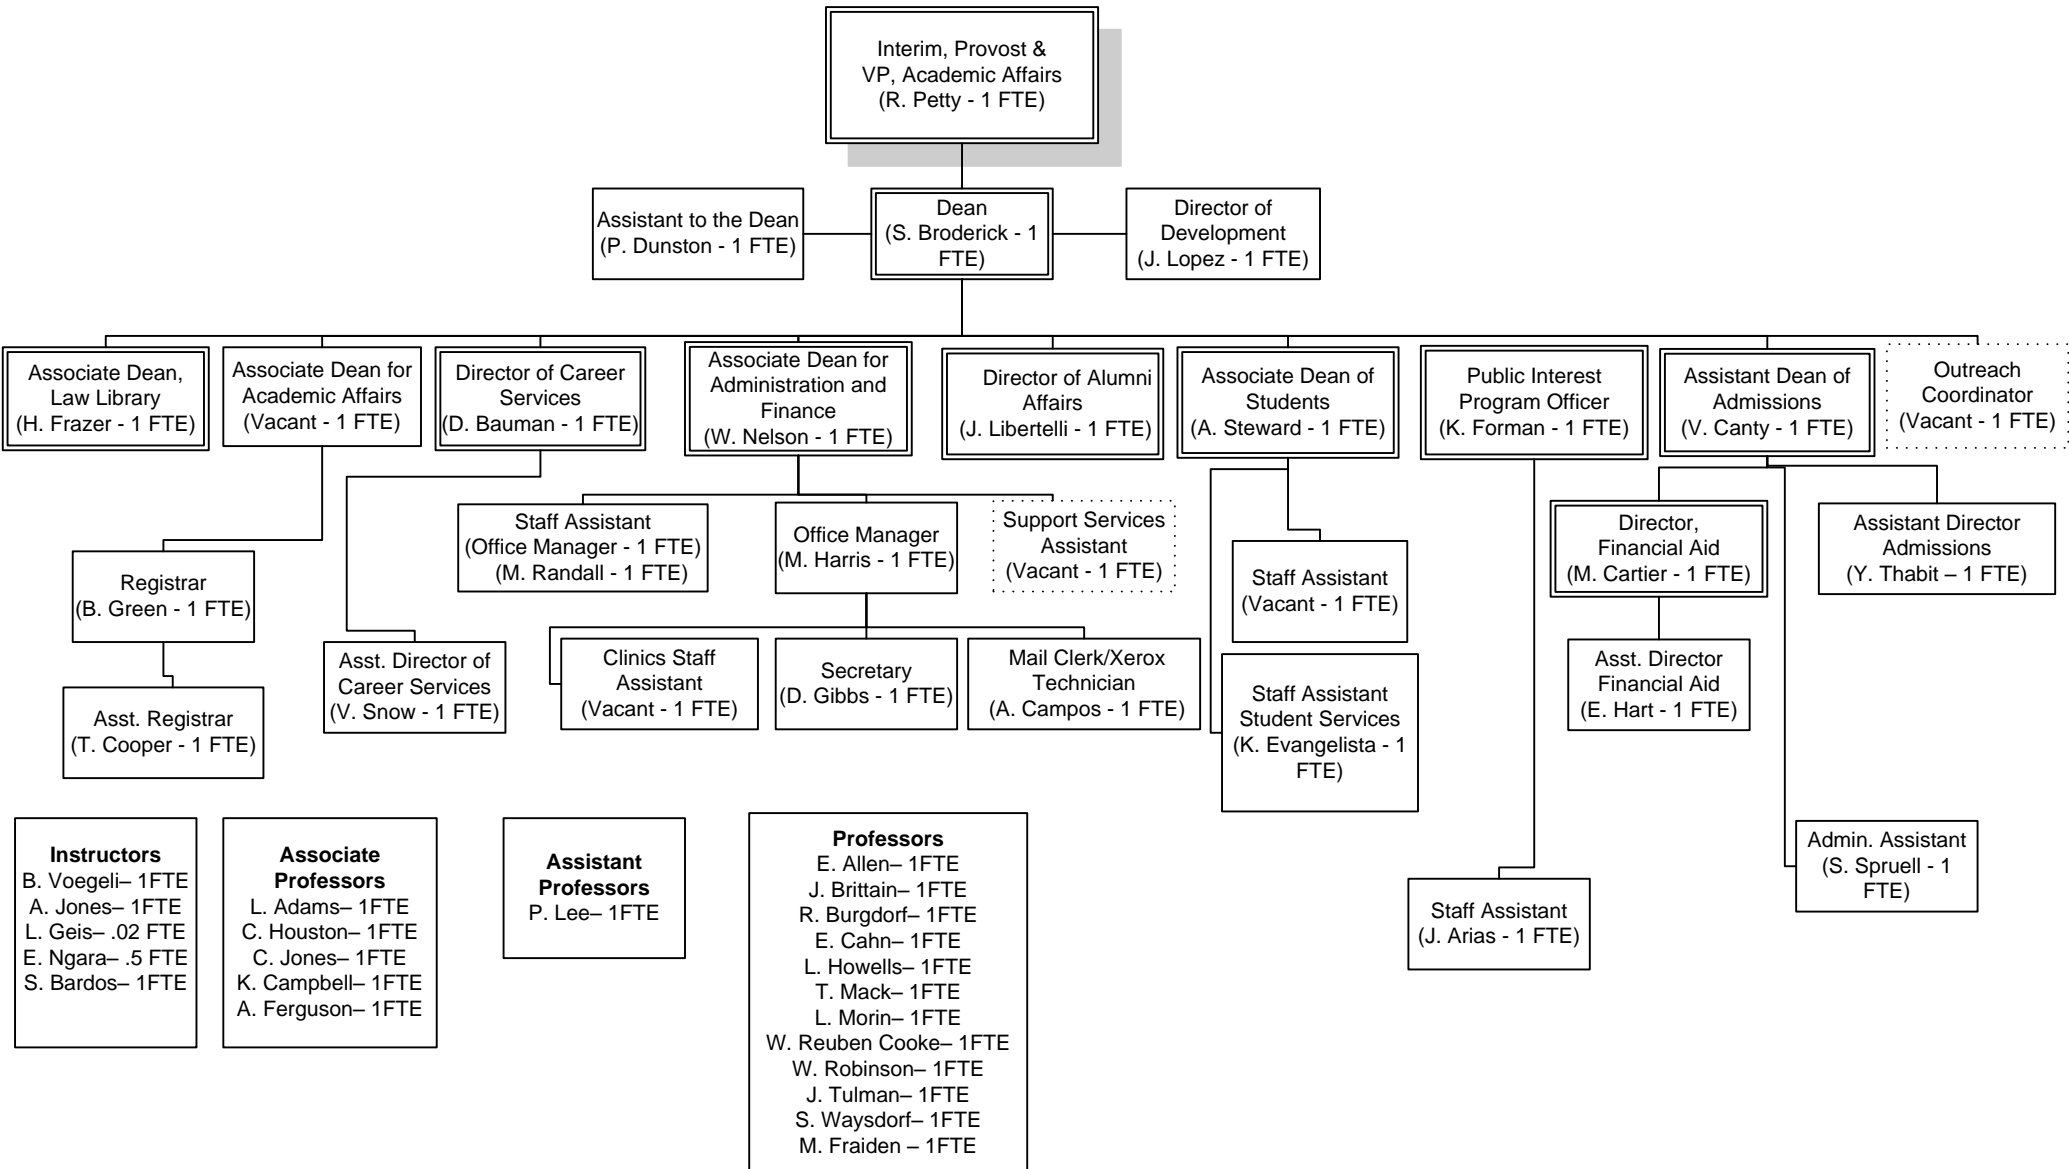 Interim, Provost &
VP, Academic Affairs
(R. Petty - 1 FTE)
Assistant to the Dean
(P. Dunston - 1 FTE)
Dean
(S. Broderick - 1
FTE)
Director of
Development
(J. Lopez - 1 FTE)
Associate Dean,
Law Library
(H. Frazer - 1 FTE)
Associate Dean for
Academic Affairs
(Vacant - 1 FTE)
Director of Career
Services
(D. Bauman - 1 FTE)
Associate Dean for
Administration and
Finance
(W. Nelson - 1 FTE)
Director of Alumni
Affairs
(J. Libertelli - 1 FTE)
Associate Dean of
Students
(A. Steward - 1 FTE)
Public Interest
Program Officer
(K. Forman - 1 FTE)
Assistant Dean of
Admissions
(V. Canty - 1 FTE)
Outreach
Coordinator
(Vacant - 1 FTE)
Staff Assistant
(Office Manager - 1 FTE)
(M. Randall - 1 FTE)
Office Manager
(M. Harris - 1 FTE)
Support Services
Assistant
(Vacant - 1 FTE)
Staff Assistant
(Vacant - 1 FTE)
Director,
Financial Aid
(M. Cartier - 1 FTE)
Assistant Director
Admissions
(Y. Thabit – 1 FTE)
Registrar
(B. Green - 1 FTE)
Asst. Director of
Career Services
(V. Snow - 1 FTE)
Clinics Staff
Assistant
(Vacant - 1 FTE)
Secretary
(D. Gibbs - 1 FTE)
Mail Clerk/Xerox
Technician
(A. Campos - 1 FTE)
Staff Assistant
Student Services
(K. Evangelista - 1
FTE)
Asst. Director
Financial Aid
(E. Hart - 1 FTE)
Asst. Registrar
(T. Cooper - 1 FTE)
Instructors
B. Voegeli– 1FTE
A. Jones– 1FTE
L. Geis– .02 FTE
E. Ngara– .5 FTE
S. Bardos– 1FTE
Associate
Professors
L. Adams– 1FTE
C. Houston– 1FTE
C. Jones– 1FTE
K. Campbell– 1FTE
A. Ferguson– 1FTE
Assistant
Professors
P. Lee– 1FTE
Professors
E. Allen– 1FTE
J. Brittain– 1FTE
R. Burgdorf– 1FTE
E. Cahn– 1FTE
L. Howells– 1FTE
T. Mack– 1FTE
L. Morin– 1FTE
W. Reuben Cooke– 1FTE
W. Robinson– 1FTE
J. Tulman– 1FTE
S. Waysdorf– 1FTE
M. Fraiden – 1FTE
Staff Assistant
(J. Arias - 1 FTE)
Admin. Assistant
(S. Spruell - 1
FTE)